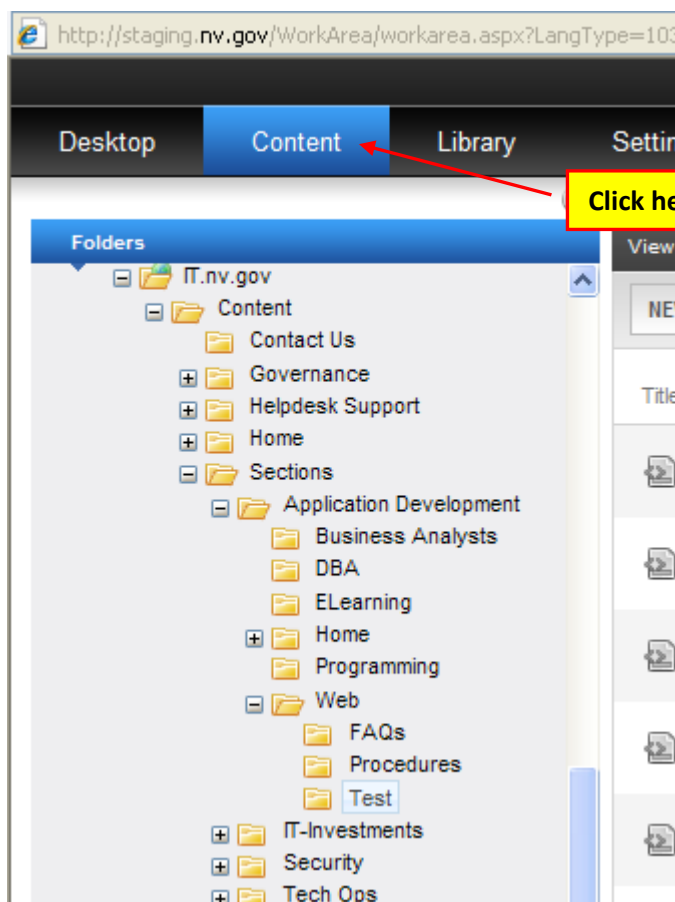 http://staging.nv.gov/WorkArea/workarea.aspx?LangType=103
Desktop Content Library
Click
Folders
View
IT.nv.gov
Content
Contact Us
Governance
Helpdesk Support
Title
Home
Sections
Application Development
Business Analysts
DBA
ELearning
Home
Programming
Web
FAQs
Procedures
Test
IT-Investments
Security
Tech Ops